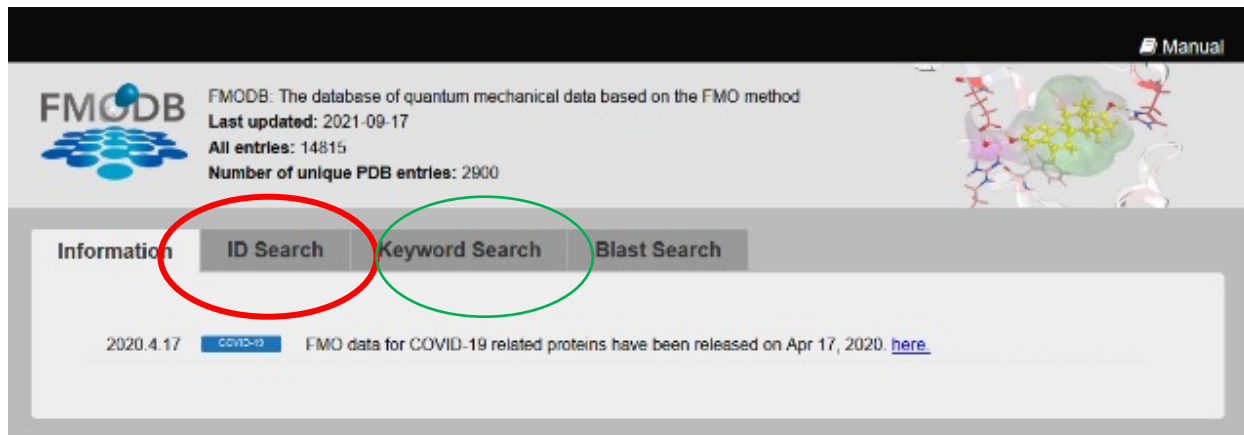 Manual
FMODB
FMODB: The database of quantum mechanical data based on the FMO method
Last updated: 2021-09-17
All entries: 14815
Number of unique PDB entries: 2900
Information ID Search Keyword Search Blast Search
2020.4.17 COVID-19 FMO data for COVID-19 related proteins have been released on Apr 17, 2020. here.